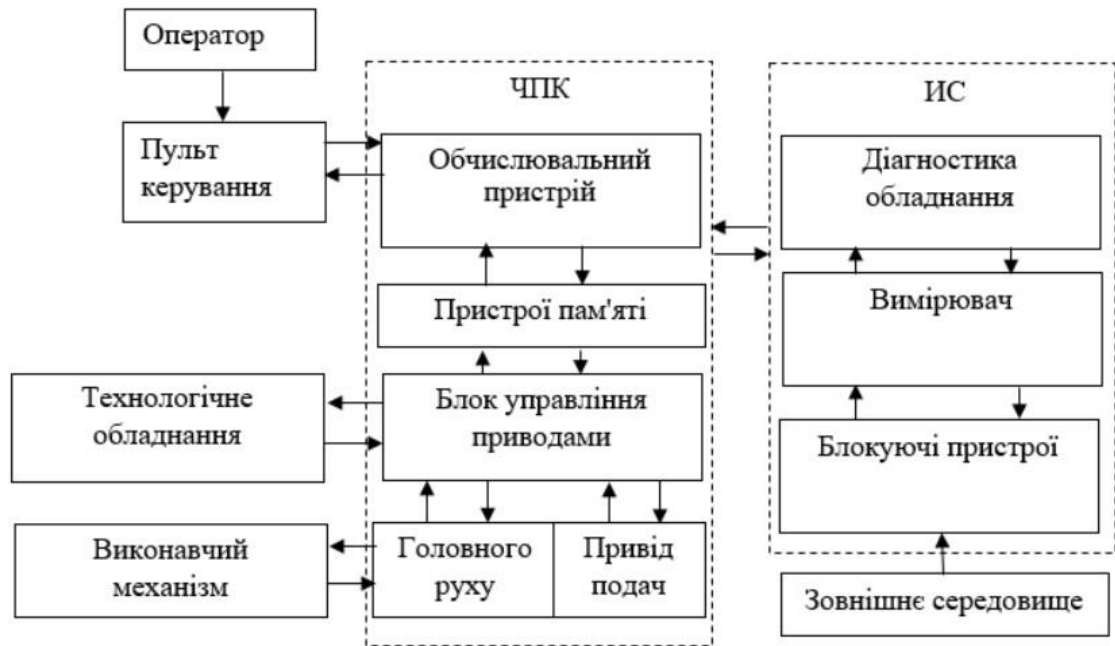 Оператор
Пульт
керування
ЧПК
Обчислювальний
пристрій
Пристрої пам'яті
Блок управління
приводами
Головного
руху
Привід
подач
Технологічне
обладнання
Виконавчий
механізм
ИС
Діагностика
обладнання
Вимірювач
Блокуючі пристрої
Зовнішнє середовище